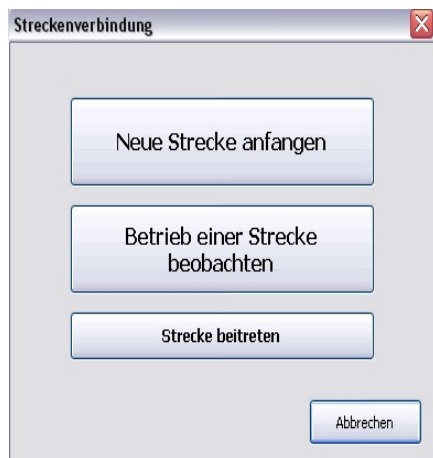 Streckenverbindung
Neue Strecke anfangen
Betrieb einer Strecke
beobachten
Strecke beitreten
Abbrechen